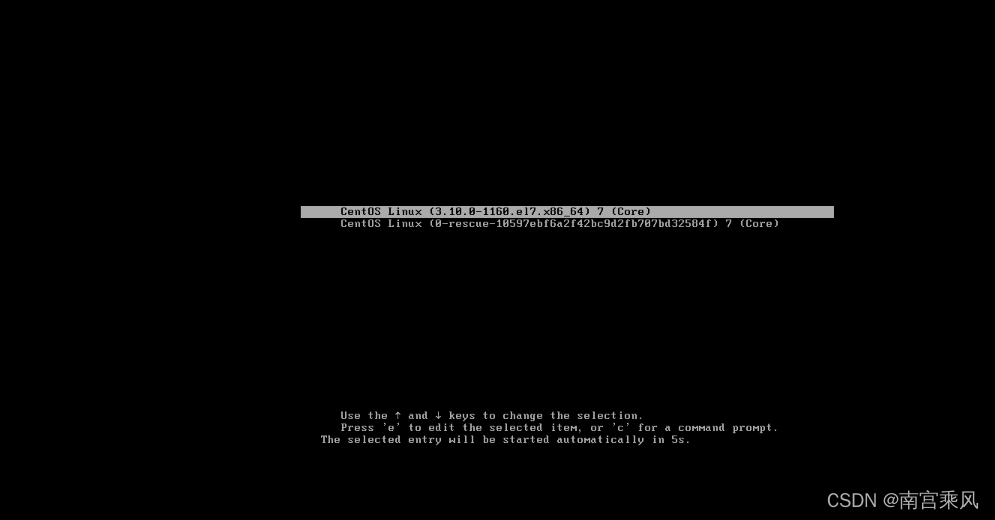 CentOS Linux (3.10.0-1160.el7.x86_64) 7 (Core)
CentOS Linux (0-rescue-10597ebf6a2f42bc9d2fb707bd32584f) 7 (Core)
Use the ↑ and ↓ keys to change the selection.
Press 'e' to edit the selected item, or 'c' for a command prompt.
The selected entry will be started automatically in 5s.
CSDN @南宫乘风